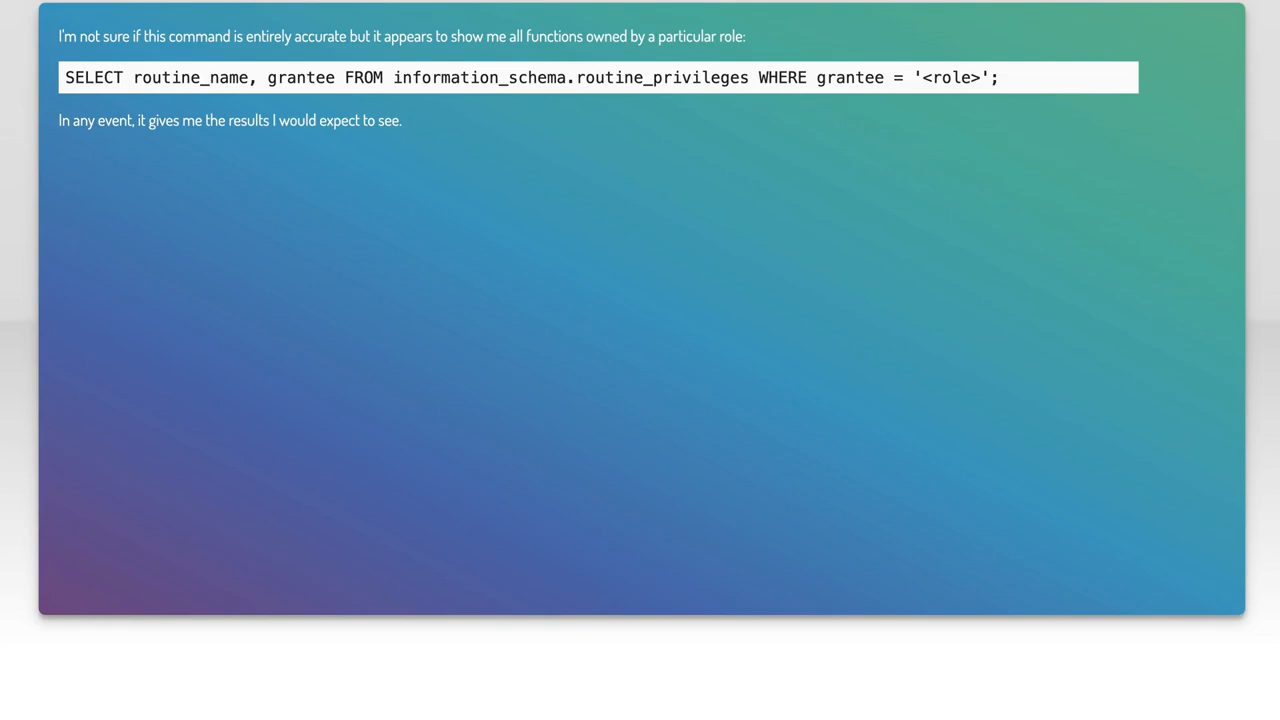 I'm not sure if this command is entirely accurate but it appears to show me all functions owned by a particular role:
SELECT routine_name, grantee FROM information_schema.routine_privileges WHERE grantee = '<role>';
In any event, it gives me the results I would expect to see.